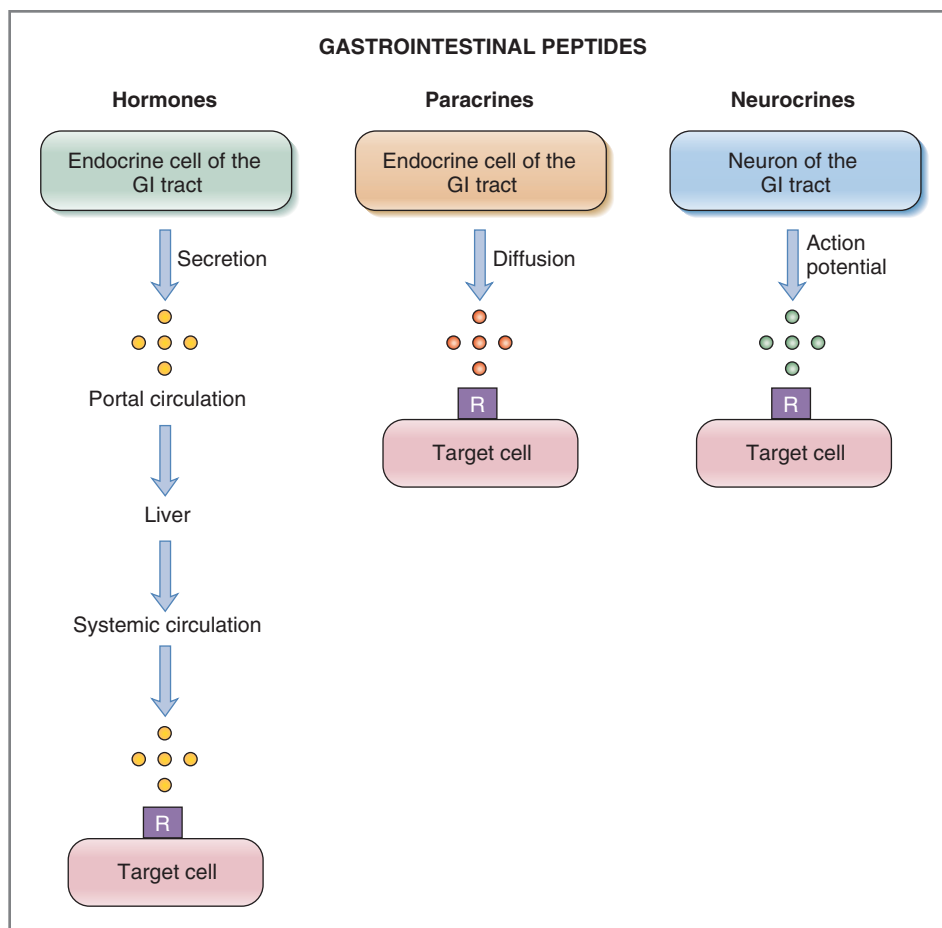 GASTROINTESTINAL PEPTIDES
Hormones
Endocrine cell of the
GI tract
Secretion
Portal circulation
Liver
Systemic circulation
R
Target cell
Paracrines
Endocrine cell of the
GI tract
Diffusion
R
Target cell
Neurocrines
Neuron of the
GI tract
Action
potential
R
Target cell